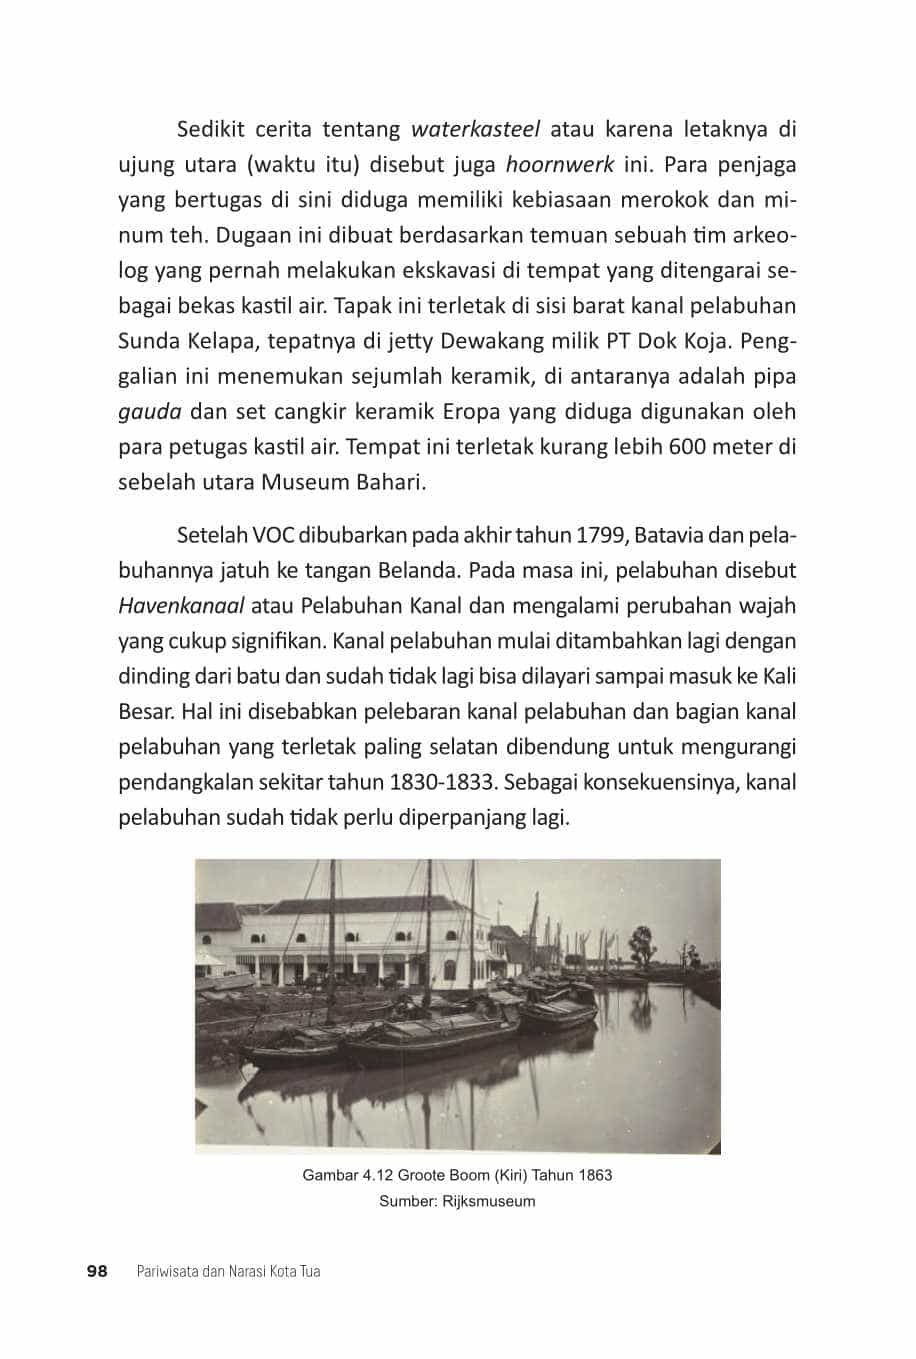 Sedikit cerita tentang waterkasteel atau karena letaknya di
ujung utara (waktu itu) disebut juga hoornwerk ini. Para penjaga
yang bertugas di sini diduga memiliki kebiasaan merokok dan mi-
num teh. Dugaan ini dibuat berdasarkan temuan sebuah tim arkeo-
log yang pernah melakukan ekskavasi di tempat yang ditengarai se-
bagai bekas kastil air. Tapak ini terletak di sisi barat kanal pelabuhan
Sunda Kelapa, tepatnya di jetty Dewakang milik PT Dok Koja. Peng-
galian ini menemukan sejumlah keramik, di antaranya adalah pipa
gauda dan set cangkir keramik Eropa yang diduga digunakan oleh
para petugas kastil air. Tempat ini terletak kurang lebih 600 meter di
sebelah utara Museum Bahari.
Setelah VOC dibubarkan pada akhir tahun 1799, Batavia dan pela-
buhannya jatuh ke tangan Belanda. Pada masa ini, pelabuhan disebut
Havenkanaal atau Pelabuhan Kanal dan mengalami perubahan wajah
yang cukup signifikan. Kanal pelabuhan mulai ditambahkan lagi dengan
dinding dari batu dan sudah tidak lagi bisa dilayari sampai masuk ke Kali
Besar. Hal ini disebabkan pelebaran kanal pelabuhan dan bagian kanal
pelabuhan yang terletak paling selatan dibendung untuk mengurangi
pendangkalan sekitar tahun 1830-1833. Sebagai konsekuensinya, kanal
pelabuhan sudah tidak perlu diperpanjang lagi.
Gambar 4.12 Groote Boom (Kiri) Tahun 1863
Sumber: Rijksmuseum
98 Pariwisata dan Narasi Kota Tua